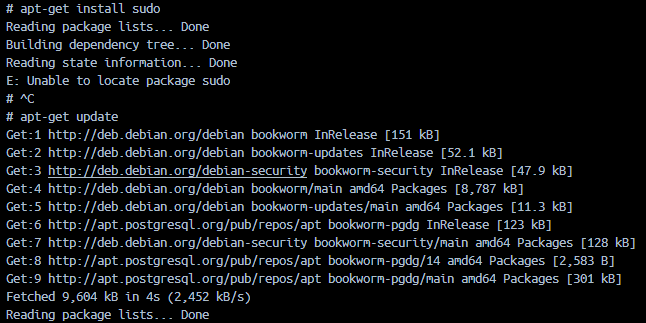 # apt-get install sudo
Reading package lists... Done
Building dependency tree... Done
Reading state information... Done
E: Unable to locate package sudo
# ^C
# apt-get update
Get:1 http://deb.debian.org/debian bookworm InRelease [151 kB]
Get:2 http://deb.debian.org/debian bookworm-updates InRelease [52.1 kB]
Get:3 http://deb.debian.org/debian-security bookworm-security InRelease [47.9 kB]
Get:4 http://deb.debian.org/debian bookworm/main amd64 Packages [8,787 kB]
Get:5 http://deb.debian.org/debian bookworm-updates/main amd64 Packages [11.3 kB]
Get:6 http://apt.postgresql.org/pub/repos/apt bookworm-pgdg InRelease [123 kB]
Get:7 http://deb.debian.org/debian-security bookworm-security/main amd64 Packages [128 kB]
Get:8 http://apt.postgresql.org/pub/repos/apt bookworm-pgdg/14 amd64 Packages [2,583 B]
Get:9 http://apt.postgresql.org/pub/repos/apt bookworm-pgdg/main amd64 Packages [301 kB]
Fetched 9,604 kB in 4s (2,452 kB/s)
Reading package lists... Done